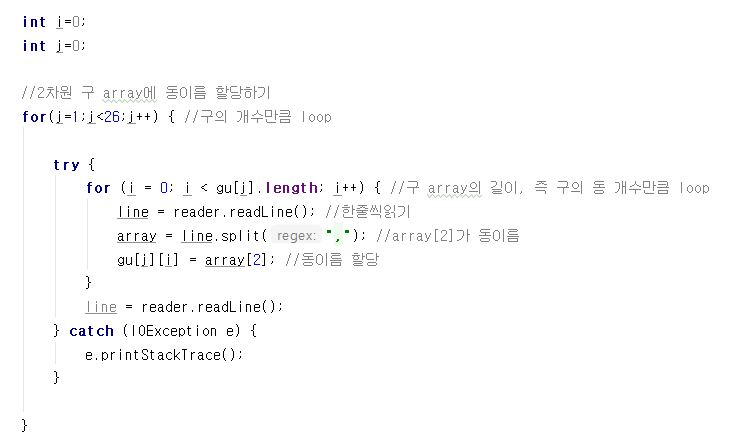 int i=0;
int j=0;
//2차원 구 array에 동이름 할당하기
for(j=1;j<26;j++) { //구의 개수만큼 loop
try {
for (i = 0; i < gu[j].length; i++) { //구 array의 길이, 즉 구의 동 개수만큼 loop
line = reader.readLine(); //한줄씩읽기
array = line.split( regex: ","); //array[2]가 동이름
gu[j][i] = array[2]; //동이름 할당
}
line = reader.readLine();
} catch (IOException e) {
e.printStackTrace();
}
}